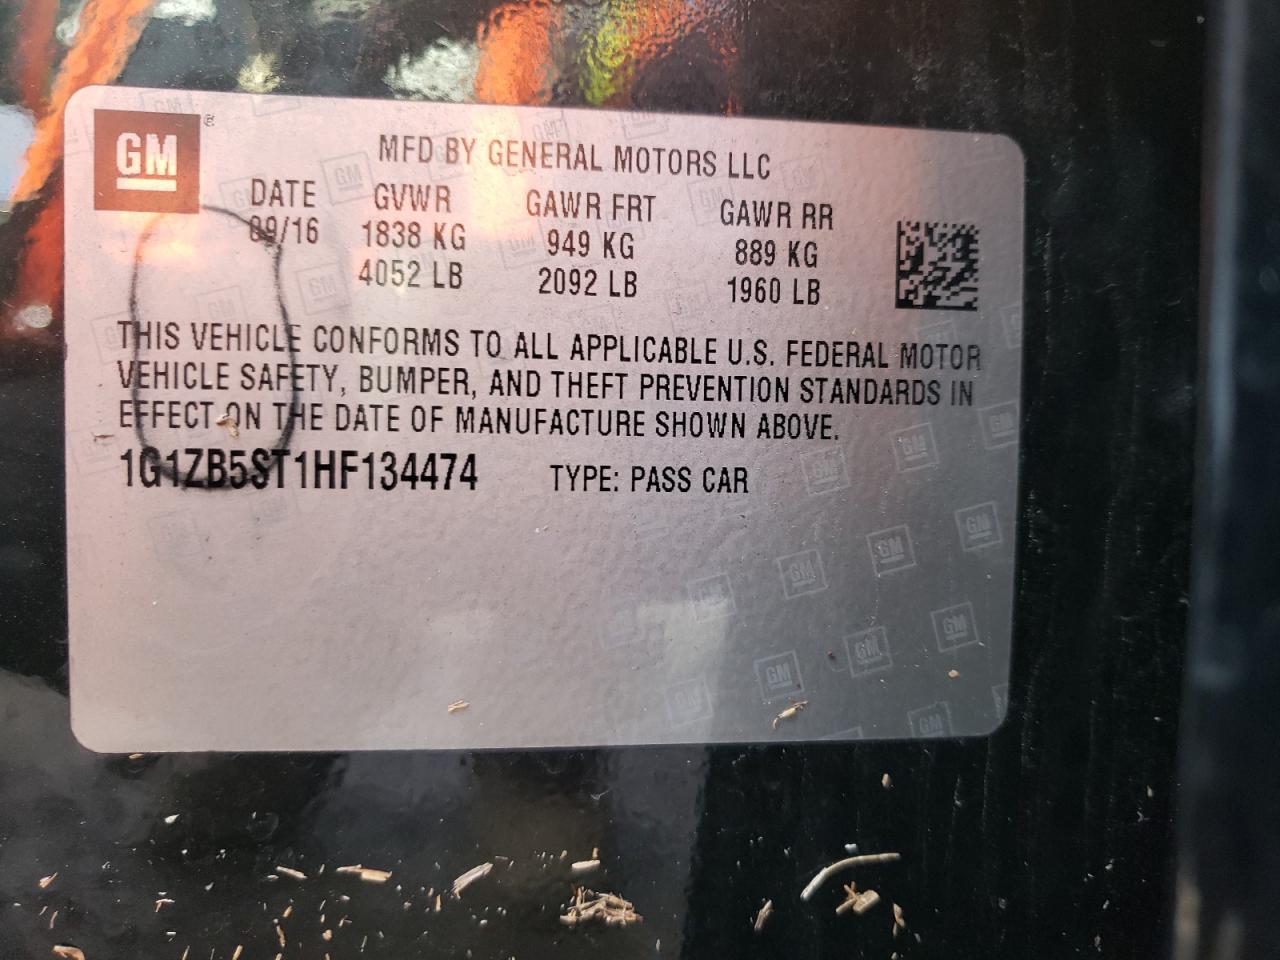 GM
MFD BY GENERAL MOTORS LLC
DATE GVWR GAWR FRT GAWR RR
09/16 1838 KG 949 KG 889 KG
4052 LB 2092 LB 1960 LB
THIS VEHICLE CONFORMS TO ALL APPLICABLE U.S. FEDERAL MOTOR
VEHICLE SAFETY, BUMPER, AND THEFT PREVENTION STANDARDS IN
EFFECT ON THE DATE OF MANUFACTURE SHOWN ABOVE.
1G1ZB5ST1HF134474 TYPE: PASS CAR